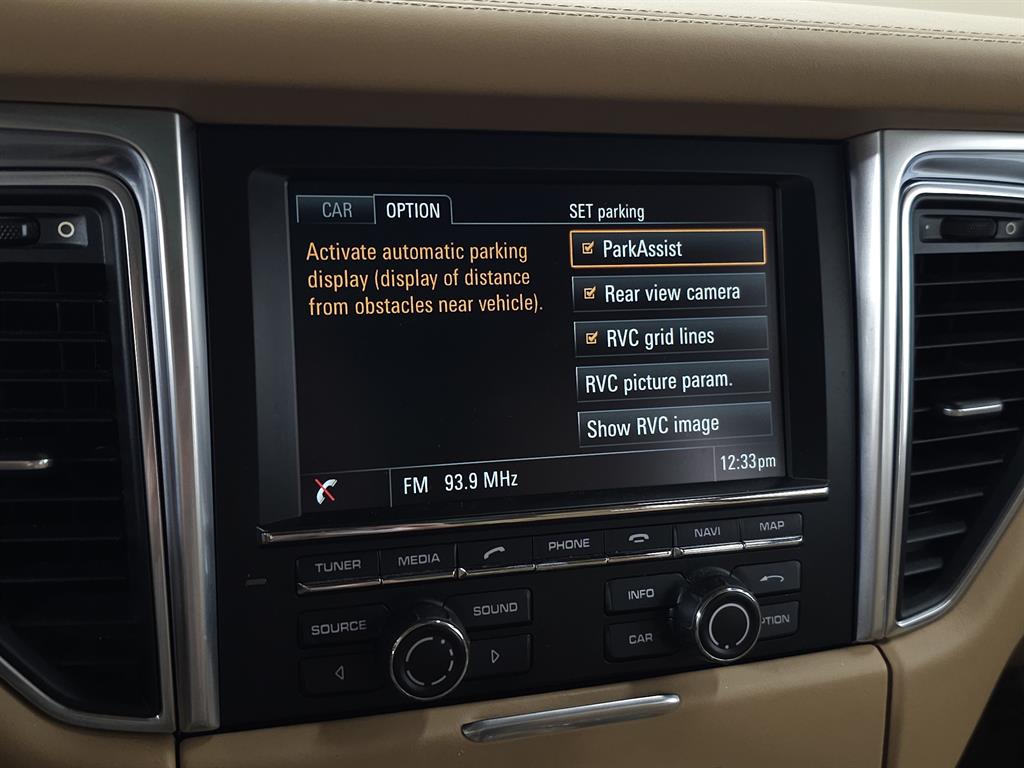 CAR OPTION SET parking
Activate automatic parking
display (display of distance
from obstacles near vehicle).
ParkAssist
Rear view camera
RVC grid lines
RVC picture param.
Show RVC image
FM 93.9 MHz 12:33pm
TUNER MEDIA PHONE NAVI MAP
SOURCE SOUND INFO
CAR PTION